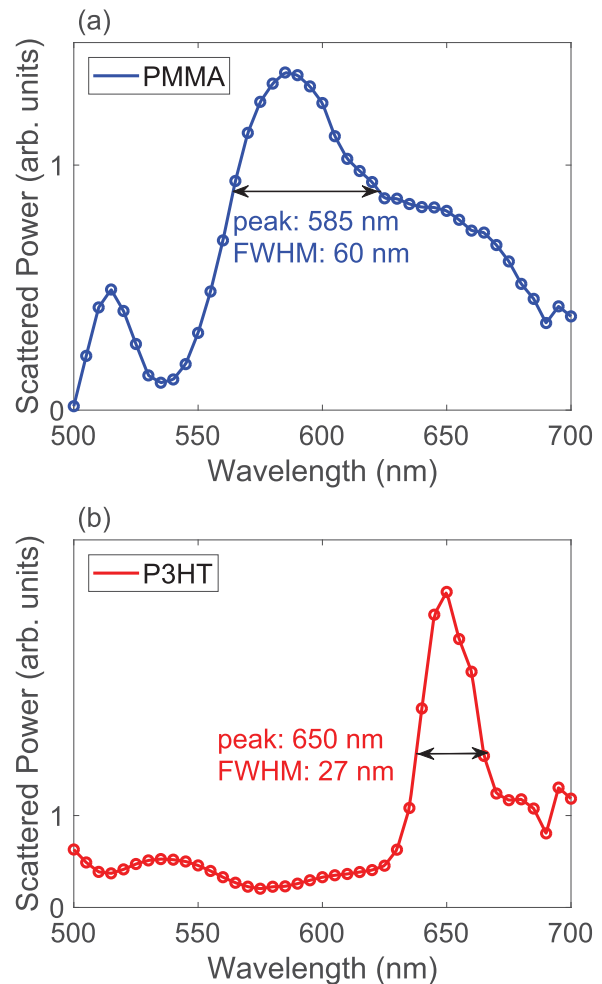 (a)
PMMA
Scattered Power (arb. units)
1
0
peak: 585 nm
FWHM: 60 nm
500 550 600 650 700
Wavelength (nm)
(b)
P3HT
Scattered Power (arb. units)
1
0
peak: 650 nm
FWHM: 27 nm
500 550 600 650 700
Wavelength (nm)